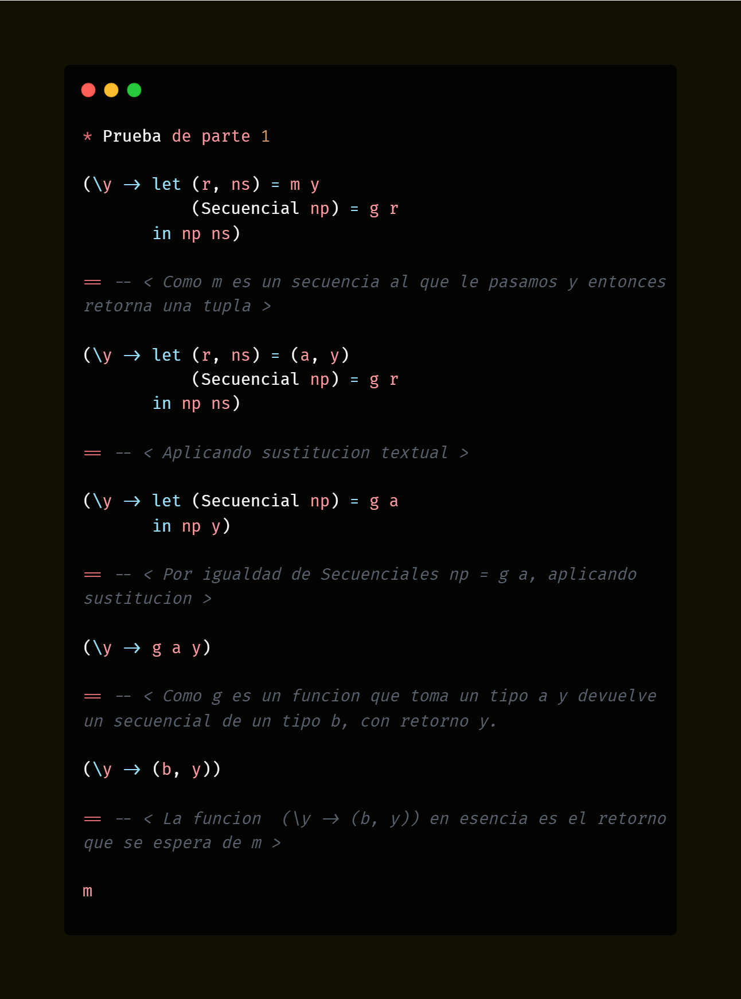 * Prueba de parte 1
(\y -> let (r, ns) = m y
(Secuencial np) = g r
in np ns)
== -- < Como m es un secuencia al que le pasamos y entonces
retorna una tupla >
(\y -> let (r, ns) = (a, y)
(Secuencial np) = g r
in np ns)
== -- < Aplicando sustitucion textual >
(\y -> let (Secuencial np) = g a
in np y)
== -- < Por igualdad de Secuenciales np = g a, aplicando
sustitucion >
(\y -> g a y)
== -- < Como g es un funcion que toma un tipo a y devuelve
un secuencial de un tipo b, con retorno y.
(\y -> (b, y))
== -- < La funcion  (\y -> (b, y)) en esencia es el retorno
que se espera de m >
m